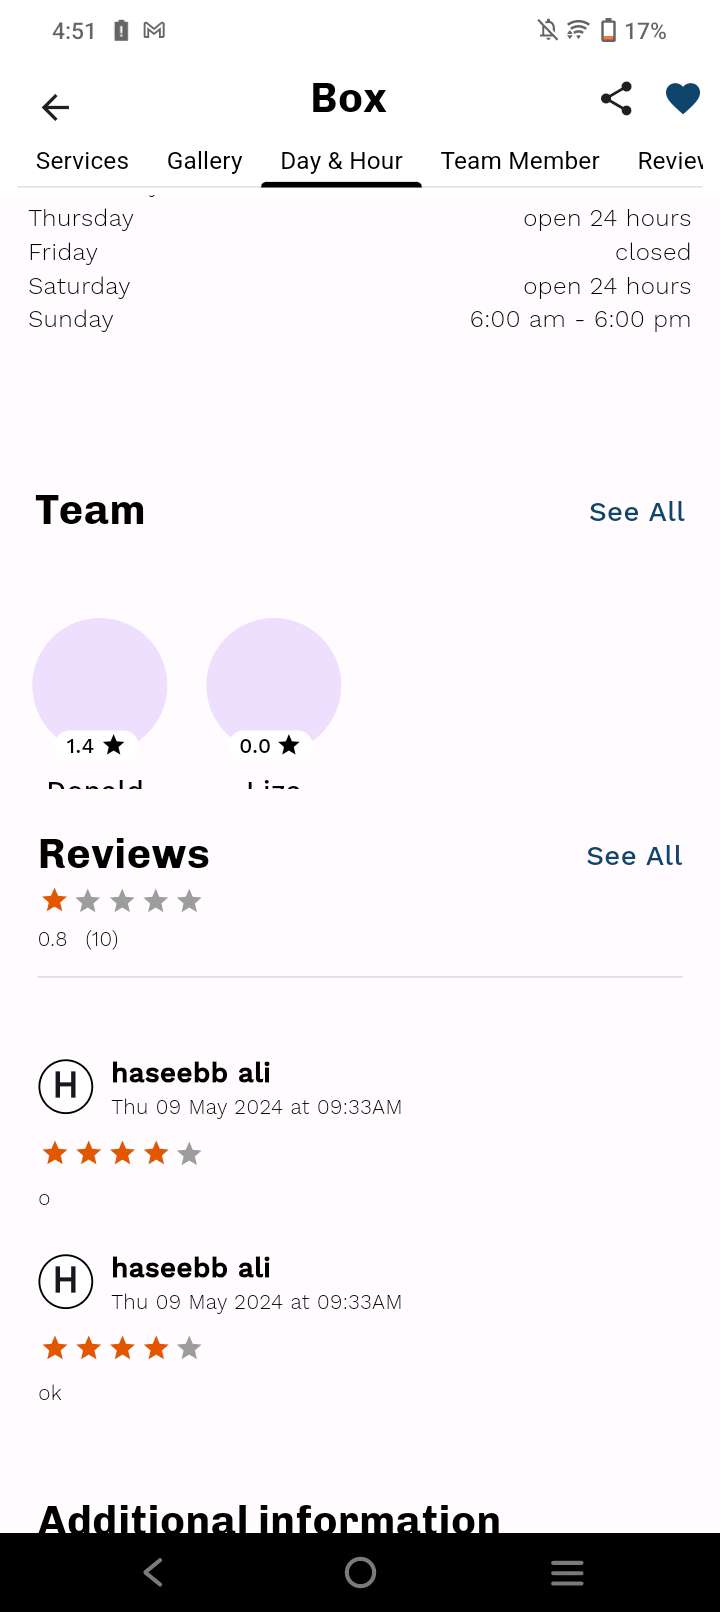 4:51 17%
Box
Services Gallery Day & Hour Team Member
Thursday open 24 hours
Friday closed
Saturday open 24 hours
Sunday 6:00 am - 6:00 pm
Team See All
1.4 0.0
Donald Liza
Reviews See All
0.8 (10)
H haseebb ali
Thu 09 May 2024 at 09:33AM
o
H haseebb ali
Thu 09 May 2024 at 09:33AM
ok
Additional information